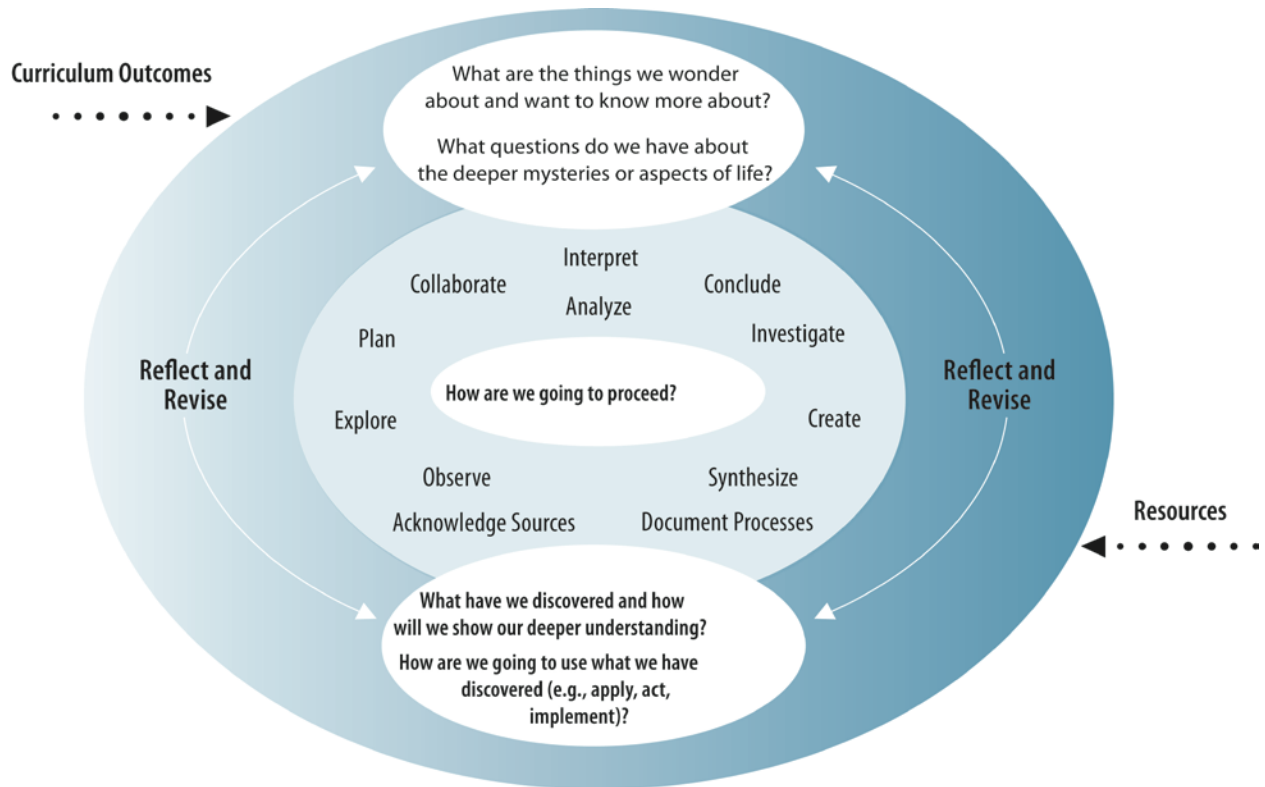 Curriculum Outcomes
What are the things we wonder
about and want to know more about?
What questions do we have about
the deeper mysteries or aspects of life?
Interpret
Collaborate
Conclude
Analyze
Plan
Investigate
Reflect and
Revise
How are we going to proceed?
Reflect and
Revise
Explore
Create
Observe
Synthesize
Acknowledge Sources
Document Processes
Resources
What have we discovered and how
will we show our deeper understanding?
How are we going to use what we have
discovered (e.g., apply, act,
implement)?